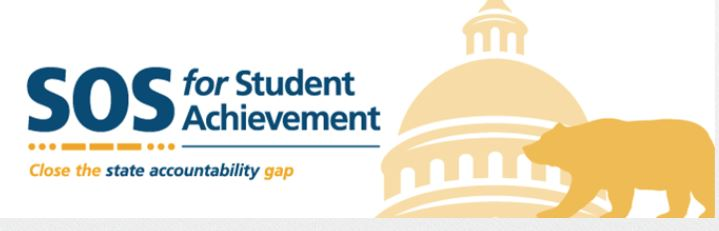 SOS for Student
Achievement
Close the state accountability gap